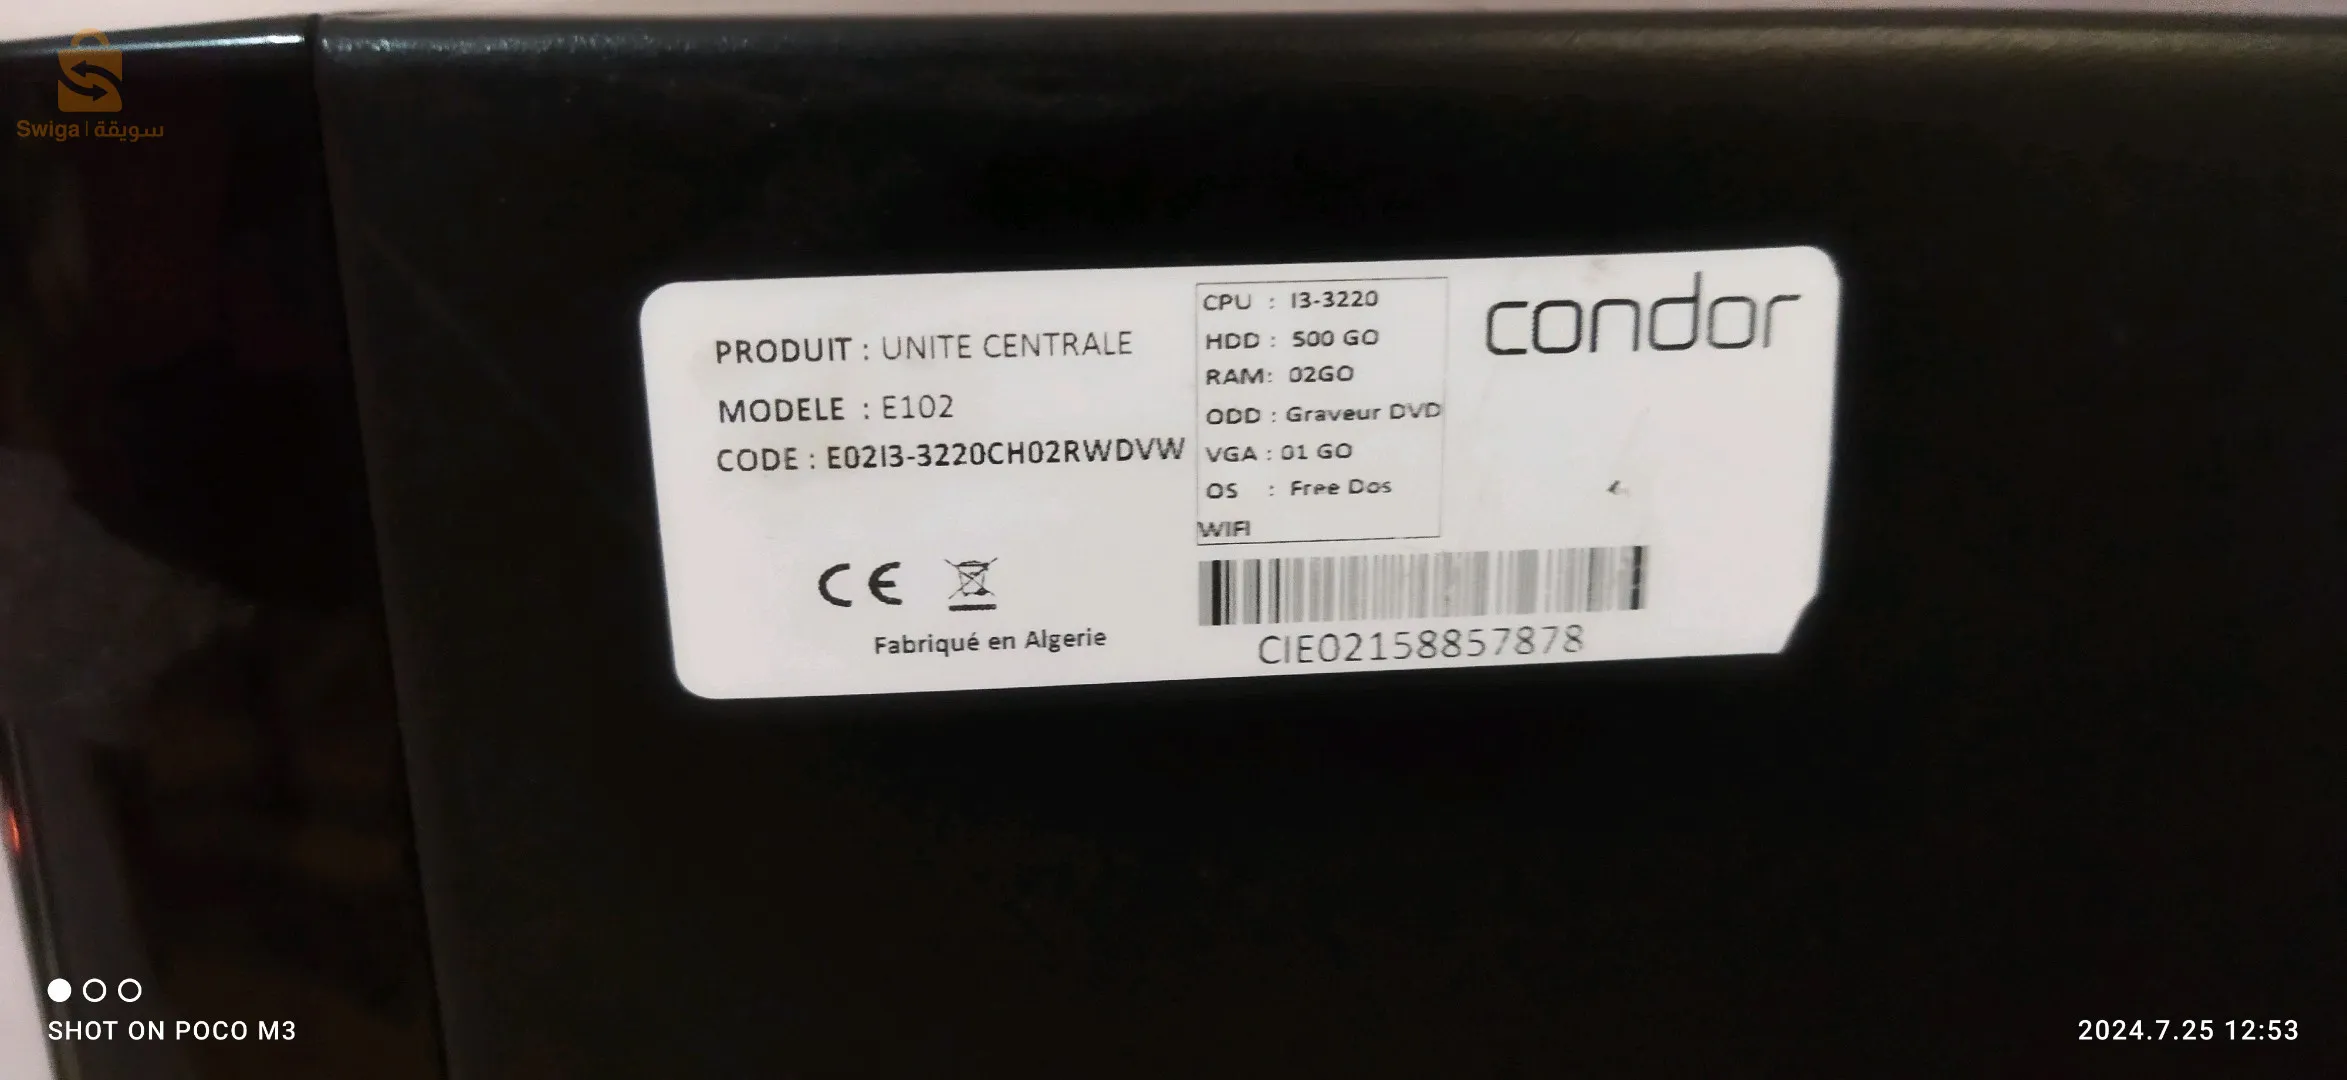 Swiga | سويقة
PRODUIT : UNITE CENTRALE
MODELE : E102
CODE : E02I3-3220CH02RWDVW
CE
Fabriqué en Algerie
CPU : I3-3220
HDD : 500 GO
RAM: 02GO
ODD : Graveur DVD
VGA : 01 GO
OS : Free Dos
WIFI
CIE02158857878
condor
SHOT ON POCO M3
2024.7.25 12:53